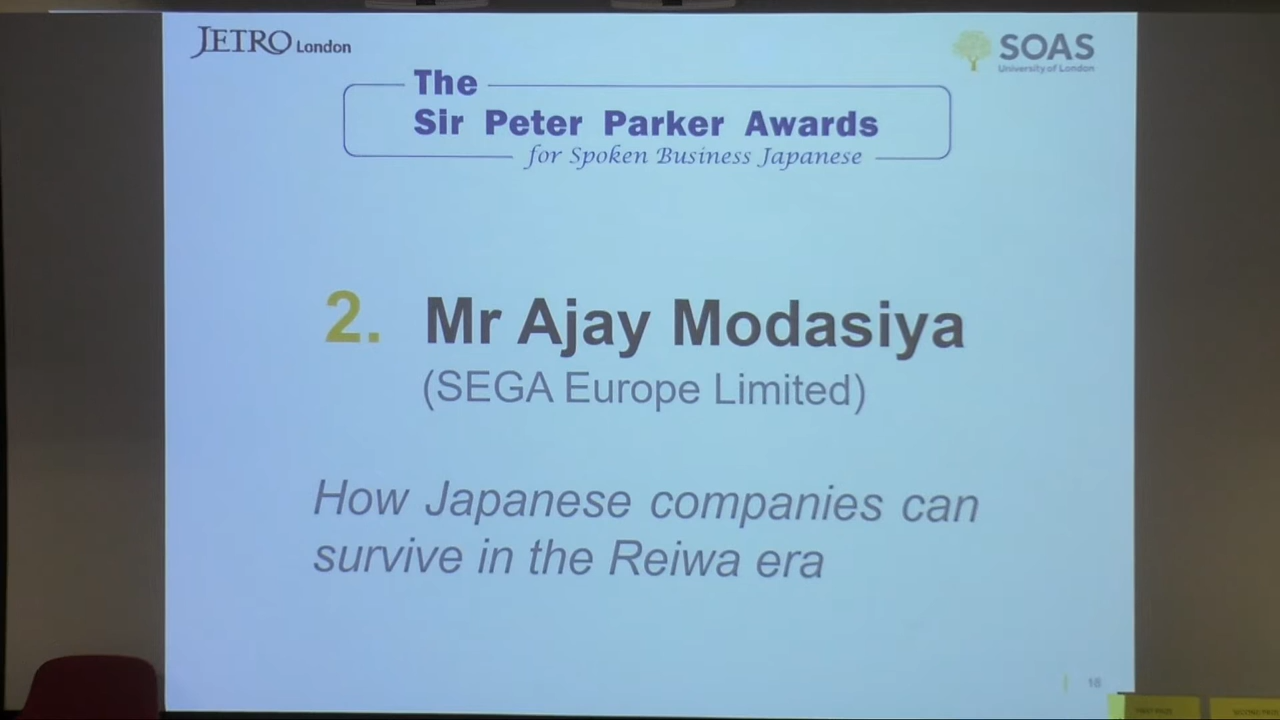 JETRO London
SOAS
University of London
The
Sir Peter Parker Awards
for Spoken Business Japanese
2. Mr Ajay Modasiya
(SEGA Europe Limited)
How Japanese companies can
survive in the Reiwa era